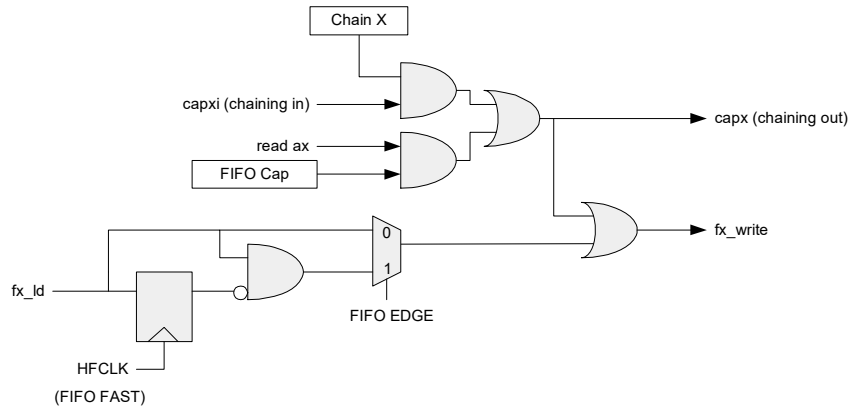 Chain X
capxi (chaining in)
capx (chaining out)
read ax
FIFO Cap
0
fx_write
1
fx_ld
FIFO EDGE
HFCLK
(FIFO FAST)